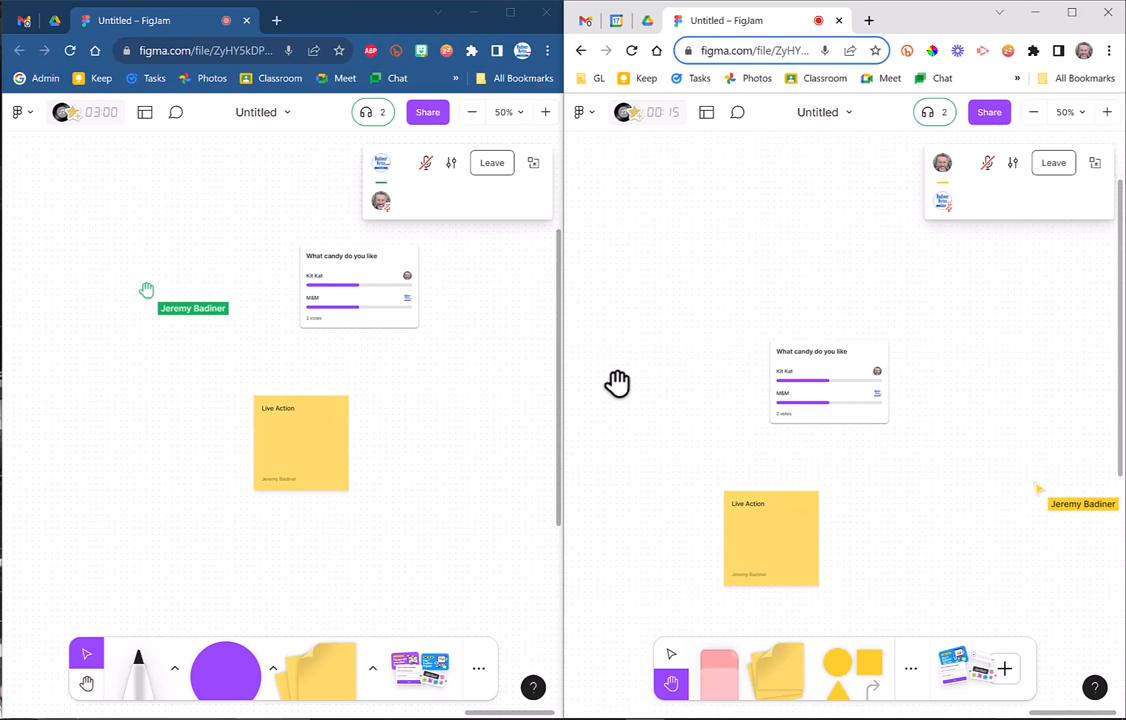 Untitled – FigJam
figma.com/file/ZyHY5kDP...
ABP
Admin
Keep
Tasks
Photos
Classroom
Meet
Chat
»
All Bookmarks
03:00
Untitled
2
Share
50%
Leave
What candy do you like
Kit Kat
M&M
2 votes
Jeremy Badiner
Live Action
Jeremy Badiner
?
Untitled – FigJam
17
figma.com/file/ZyHY...
GL
Keep
Tasks
Photos
Classroom
Meet
Chat
»
All Bookmarks
00:15
Untitled
2
Share
50%
Leave
What candy do you like
Kit Kat
M&M
2 votes
Live Action
Jeremy Badiner
Jeremy Badiner
?